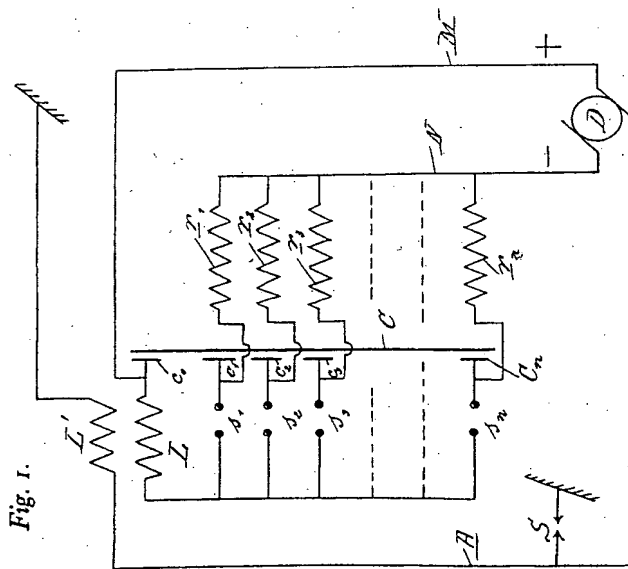 Fig. 1.
L'
L
M
N
+
−
D
r₁
r₂
r₃
rₙ
C
c₀
c₁
c₂
c₃
Cₙ
s₁
s₂
s₃
sₙ
A
S